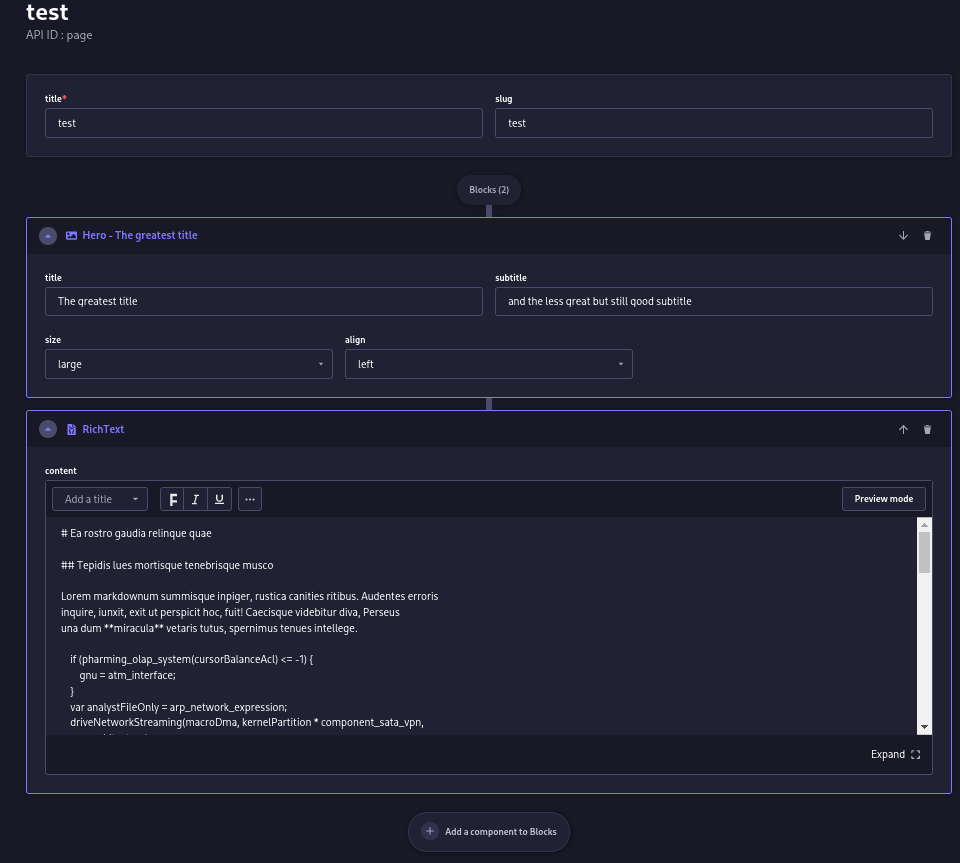 test
API ID : page
title*
slug
test
test
Blocks (2)
Hero - The greatest title
title
subtitle
The greatest title
and the less great but still good subtitle
size
align
large
left
RichText
content
Add a title
F I U ...
Preview mode
# Ea rostro gaudia relinque quae
## Tepidis lues mortisque tenebrisque musco
Lorem markdownum summisque inpiger, rustica canities ritibus. Audentes erroris
inquire, iunxit, exit ut perspicit hoc, fuit! Caecisque videbitur diva, Perseus
una dum **miracula** vetaris tutus, spernimus tenues intellege.
if (pharming_olap_system(cursorBalanceAcl) <= -1) {
gnu = atm_interface;
}
var analystFileOnly = arp_network_expression;
driveNetworkStreaming(macroDma, kernelPartition * component_sata_vpn,
Expand
Add a component to Blocks